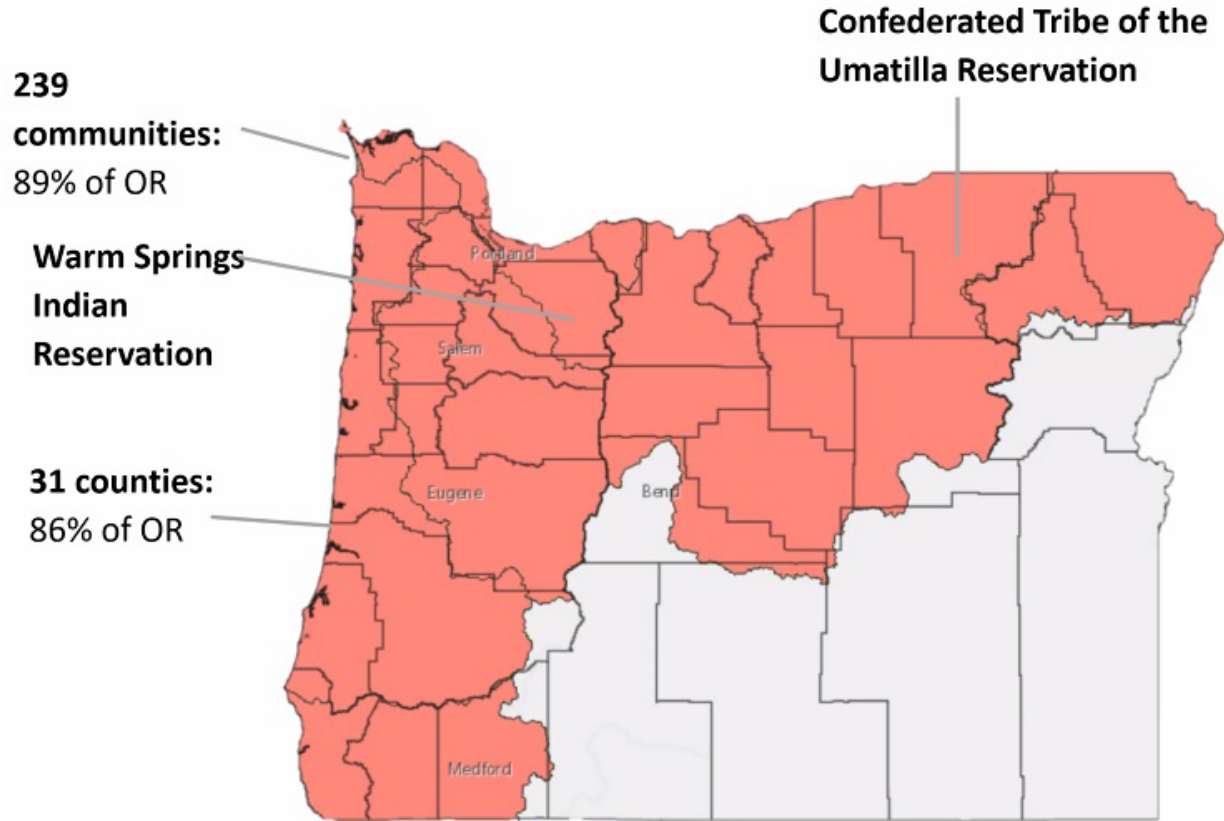 Confederated Tribe of the
Umatilla Reservation
239
communities:
89% of OR
Warm Springs
Indian
Reservation
31 counties:
86% of OR
Portland
Salem
Eugene
Bend
Medford